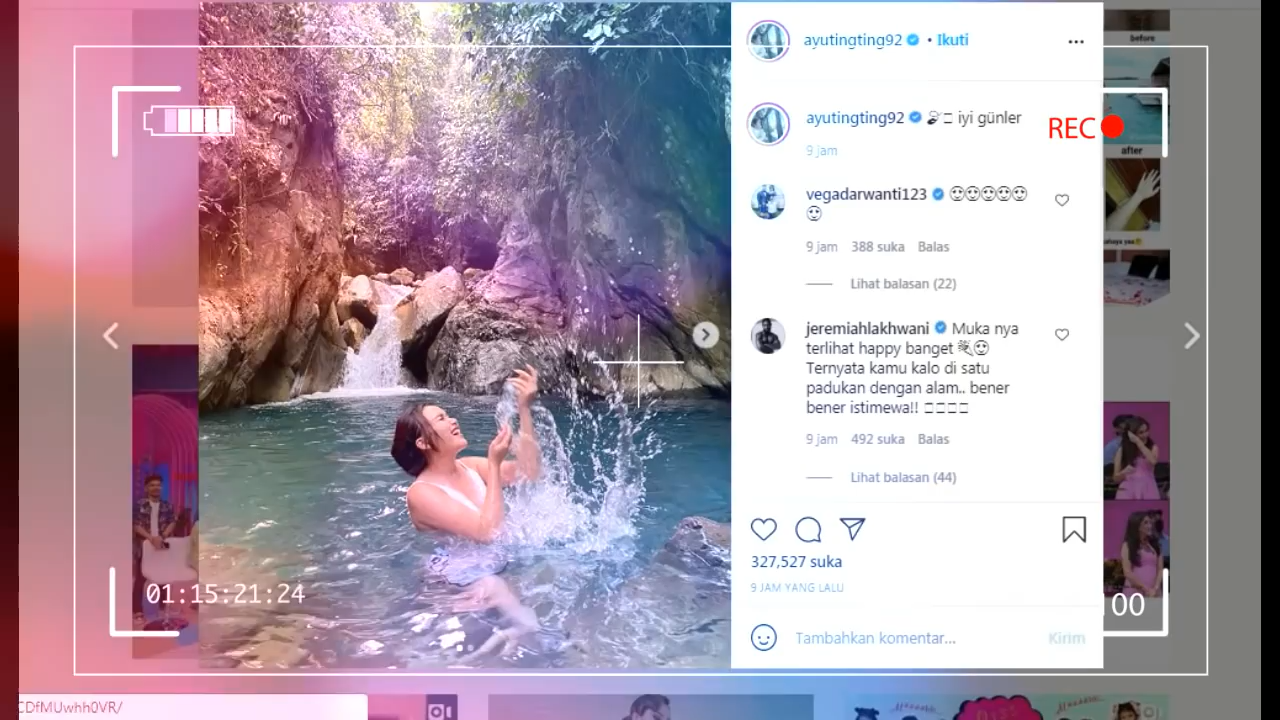 before
ayutingting92 • Ikuti
ayutingting92 iyi günler
9 jam
REC
after
vegadarwanti123
9 jam 388 suka Balas
Lihat balasan (22)
jeremiahlakhwani Muka nya
terlihat happy banget
Ternyata kamu kalo di satu
padukan dengan alam.. bener
bener istimewa!!
9 jam 492 suka Balas
Lihat balasan (44)
327,527 suka
9 JAM YANG LALU
01:15:21:24
00
Tambahkan komentar...
Kirim
CDfMUwhh0VR/